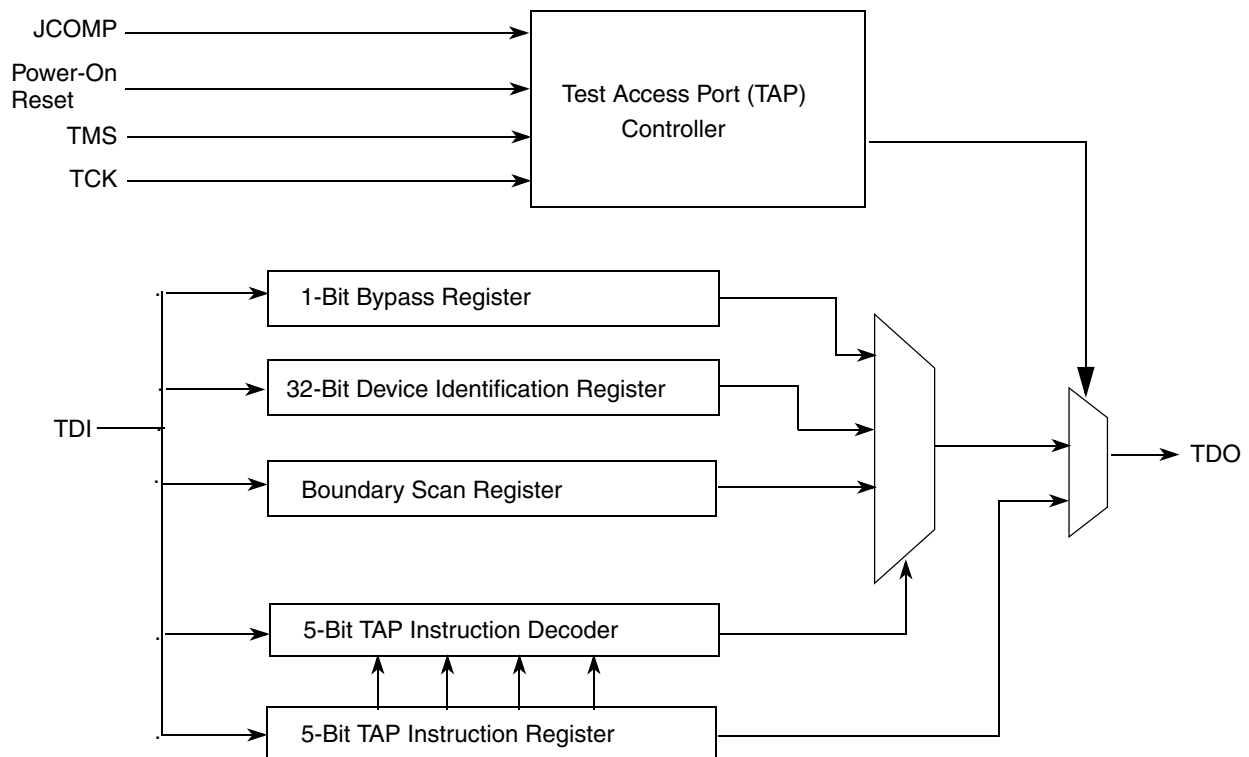 JCOMP
Power-On
Reset
TMS
TCK
Test Access Port (TAP)
Controller
1-Bit Bypass Register
32-Bit Device Identification Register
TDI
TDO
Boundary Scan Register
5-Bit TAP Instruction Decoder
5-Bit TAP Instruction Register